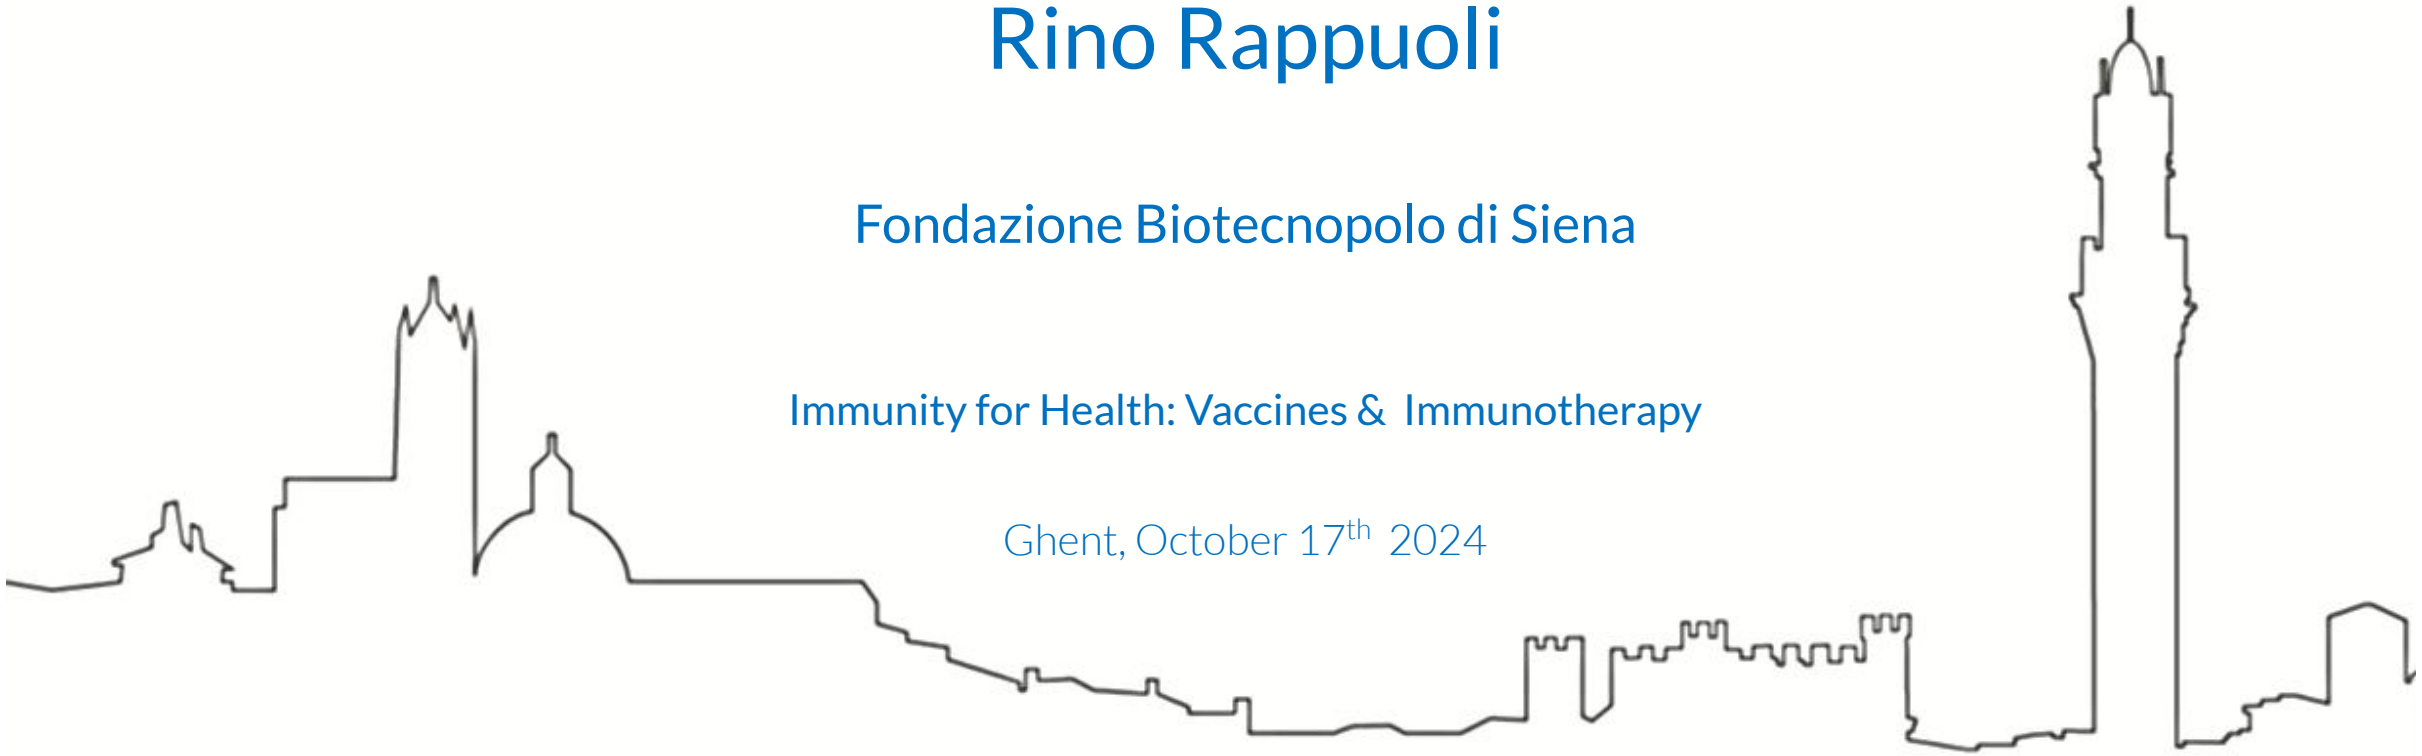 Rino Rappuoli
Fondazione Biotecnopolo di Siena
Immunity for Health: Vaccines & Immunotherapy
Ghent, October 17th 2024